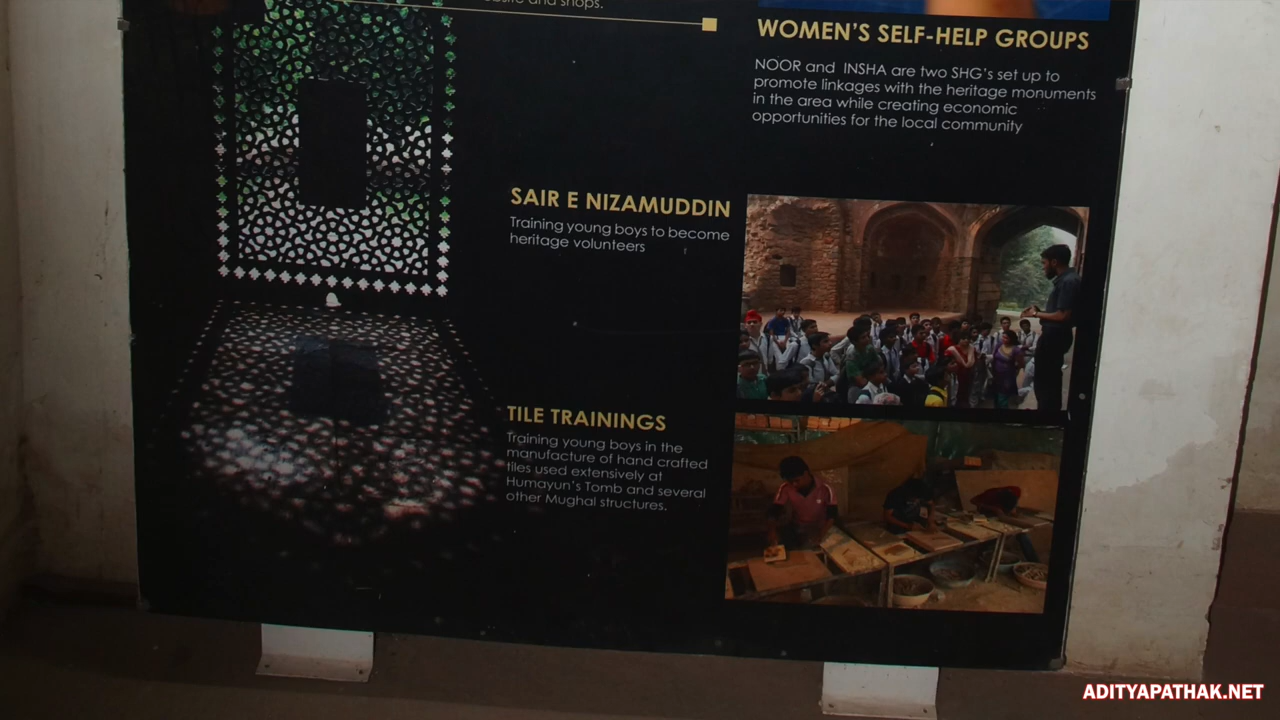 and shops.
WOMEN'S SELF-HELP GROUPS
NOOR and INSHA are two SHG's set up to
promote linkages with the heritage monuments
in the area while creating economic
opportunities for the local community
SAIR E NIZAMUDDIN
Training young boys to become
heritage volunteers
TILE TRAININGS
Training young boys in the
manufacture of hand crafted
tiles used extensively at
Humayun's Tomb and several
other Mughal structures.
ADITYAPATHAK.NET